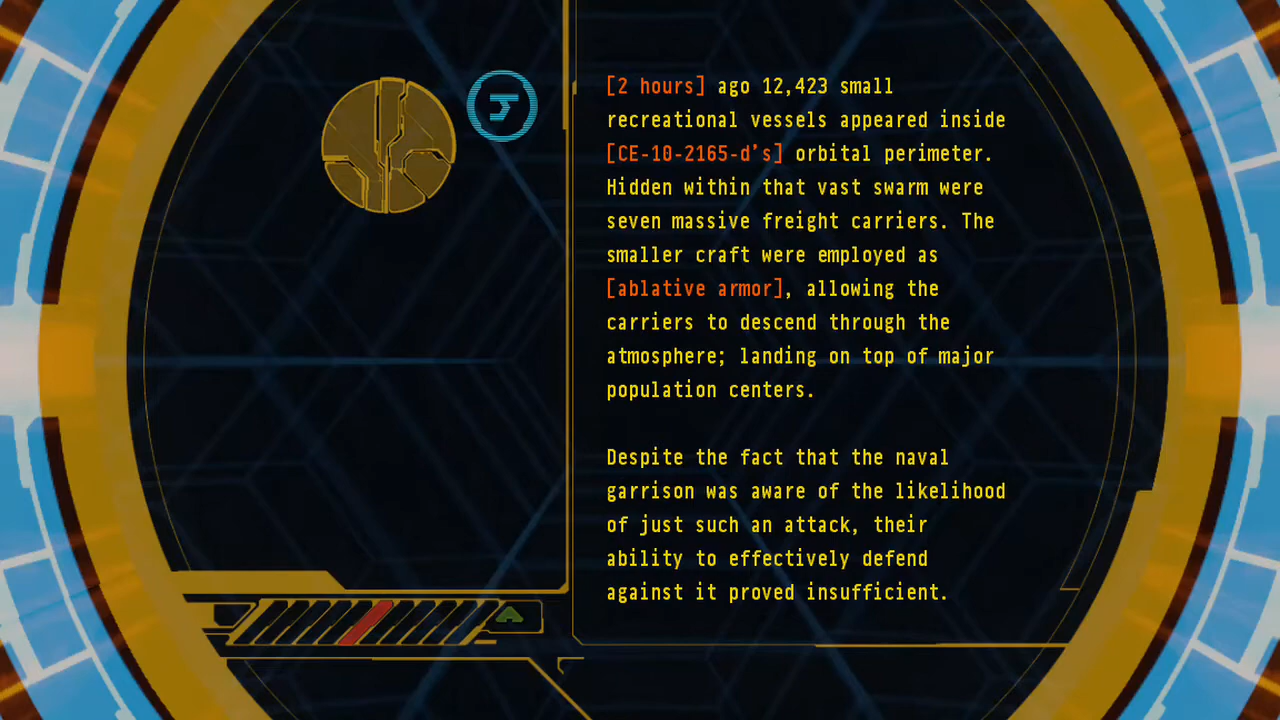 [2 hours] ago 12,423 small
recreational vessels appeared inside
[CE-10-2165-d's] orbital perimeter.
Hidden within that vast swarm were
seven massive freight carriers. The
smaller craft were employed as
[ablative armor], allowing the
carriers to descend through the
atmosphere; landing on top of major
population centers.
Despite the fact that the naval
garrison was aware of the likelihood
of just such an attack, their
ability to effectively defend
against it proved insufficient.